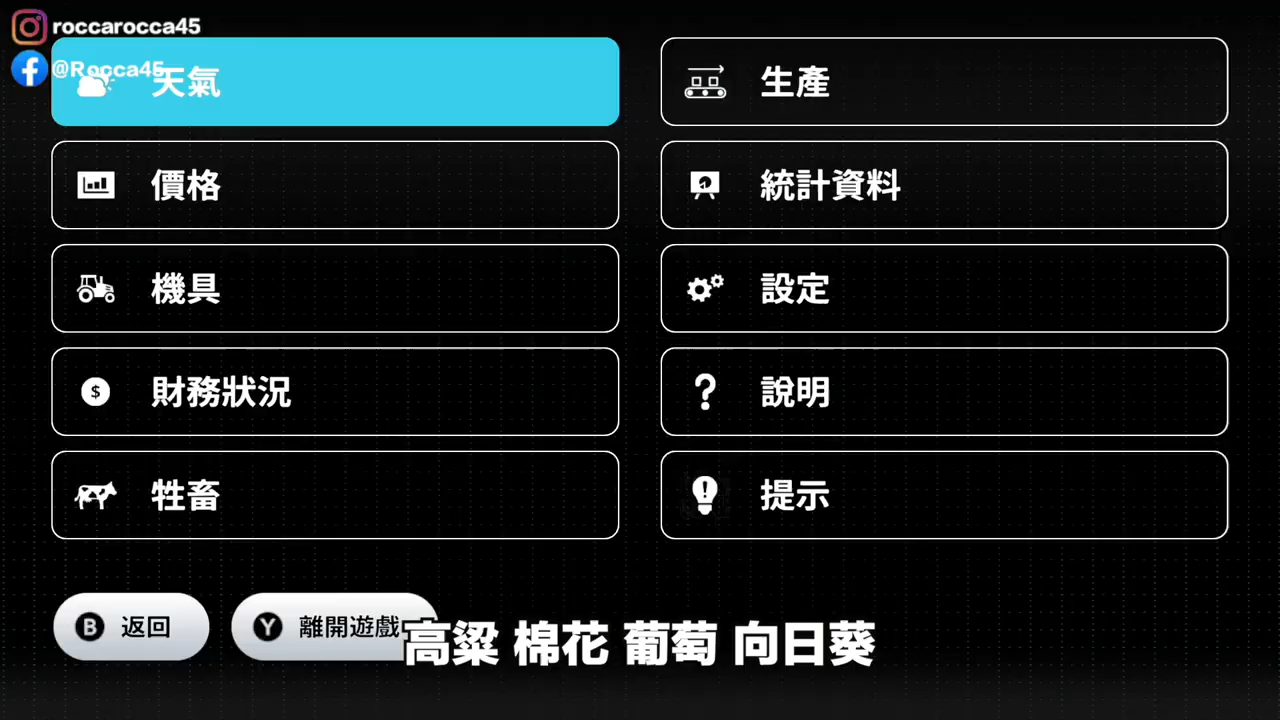 roccarocca45
@Rocca45
天氣
價格
機具
財務狀況
牲畜
生產
統計資料
設定
說明
提示
B 返回
Y 離開遊戲
高粱 棉花 葡萄 向日葵